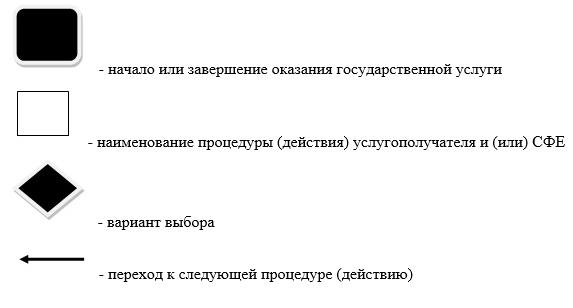 - начало или завершение оказания государственной услуги
- наименование процедуры (действия) услугополучателя и (или) СФЕ
- вариант выбора
- переход к следующей процедуре (действию)